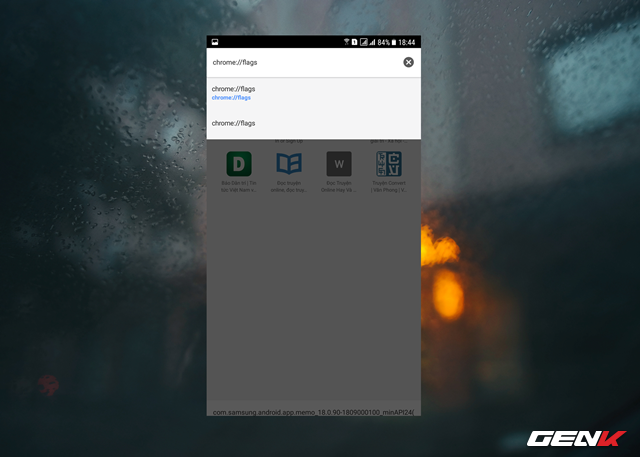 84% 18:44
chrome://flags
chrome://flags
chrome://flags
chrome://flags
D
W
Báo Dân trí | Tin
tức Việt Nam v...
Đọc truyện
online, đọc truy...
Đọc Truyện
Online Hay Và ...
Truyện Convert
| Văn Phong | V...
com.samsung.android.app.memo_18.0.90-1809000100_minAPI24(
GENK